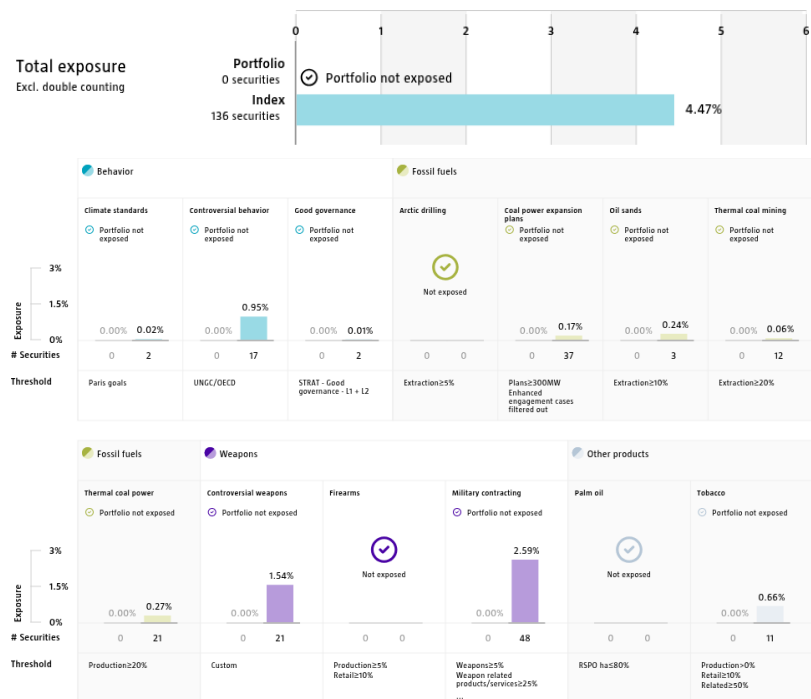 0 1 2 3 4 5 6
Total exposure
Excl. double counting
Portfolio
0 securities
Portfolio not exposed
Index
136 securities
4.47%
Behavior
Fossil fuels
Climate standards
Portfolio not
exposed
Controversial behavior
Portfolio not
exposed
Good governance
Portfolio not
exposed
Arctic drilling
Not exposed
Coal power expansion
plans
Portfolio not
exposed
Oil sands
Portfolio not
exposed
Thermal coal mining
Portfolio not
exposed
Exposure
3%
1.5%
0%
0.00% 0.02%
0.00% 0.95%
0.00% 0.01%
0.00% 0.17%
0.00% 0.24%
0.00% 0.06%
# Securities 0 2 0 17 0 2 0 0 0 37 0 3 0 12
Threshold
Paris goals
UNGC/OECD
STRAT - Good
governance - L1 + L2
Extraction≥5%
Plans≥300MW
Enhanced
engagement cases
filtered out
Extraction≥10%
Extraction≥20%
Fossil fuels
Weapons
Other products
Thermal coal power
Portfolio not exposed
Controversial weapons
Portfolio not exposed
Firearms
Not exposed
Military contracting
Portfolio not exposed
Palm oil
Not exposed
Tobacco
Portfolio not exposed
Exposure
3%
1.5%
0%
0.00% 0.27%
0.00% 1.54%
0.00% 2.59%
0.00% 0.66%
# Securities 0 21 0 21 0 0 0 48 0 0 0 11
Threshold
Production≥20%
Custom
Production≥5%
Retail≥10%
Weapons≥5%
Weapon related
products/services≥25%
RSPO ha≤80%
Production>0%
Retail≥10%
Related≥50%